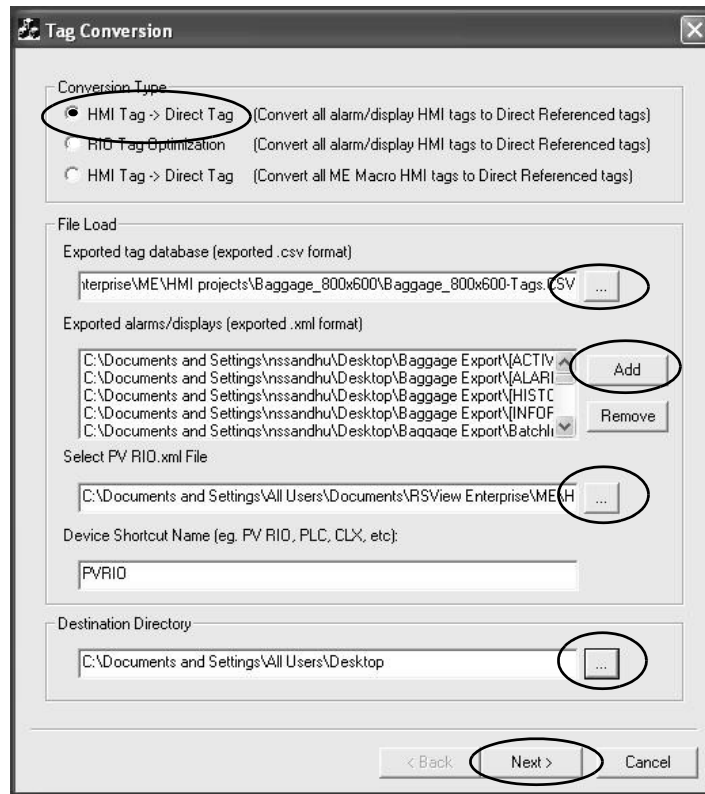 Tag Conversion
Conversion Type
HMI Tag -> Direct Tag (Convert all alarm/display HMI tags to Direct Referenced tags)
RIO Tag Optimization (Convert all alarm/display HMI tags to Direct Referenced tags)
HMI Tag -> Direct Tag (Convert all ME Macro HMI tags to Direct Referenced tags)
File Load
Exported tag database (exported .csv format)
nterprise\ME\HMI projects\Baggage_800x600\Baggage_800x600-Tags.CSV ...
Exported alarms/displays (exported .xml format)
C:\Documents and Settings\nssandhu\Desktop\Baggage Export\[ACTIV
C:\Documents and Settings\nssandhu\Desktop\Baggage Export\[ALARI
Add
C:\Documents and Settings\nssandhu\Desktop\Baggage Export\[HISTC
C:\Documents and Settings\nssandhu\Desktop\Baggage Export\[INFOF
Remove
C:\Documents and Settings\nssandhu\Desktop\Baggage Export\BatchI
Select PV RIO.xml File
C:\Documents and Settings\All Users\Documents\RSView Enterprise\ME\H ...
Device Shortcut Name (eg. PV RIO, PLC, CLX, etc):
PVRIO
Destination Directory
C:\Documents and Settings\All Users\Desktop ...
< Back Next > Cancel